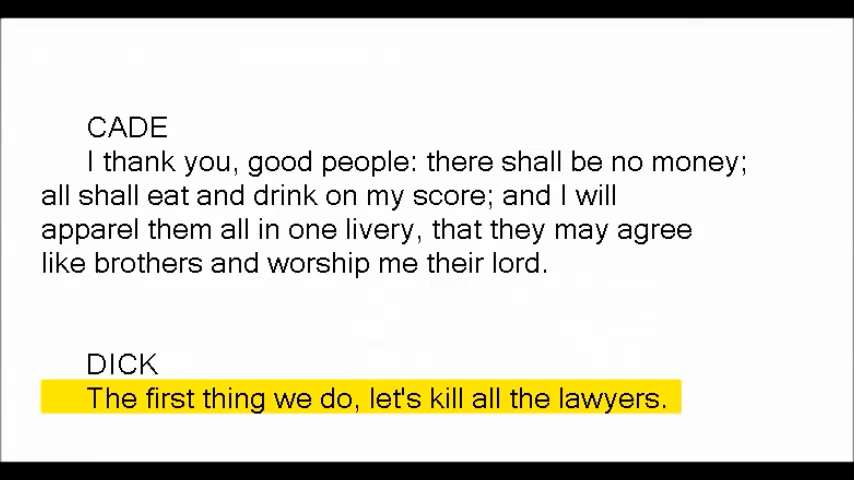 CADE
I thank you, good people: there shall be no money;
all shall eat and drink on my score; and I will
apparel them all in one livery, that they may agree
like brothers and worship me their lord.
DICK
The first thing we do, let's kill all the lawyers.